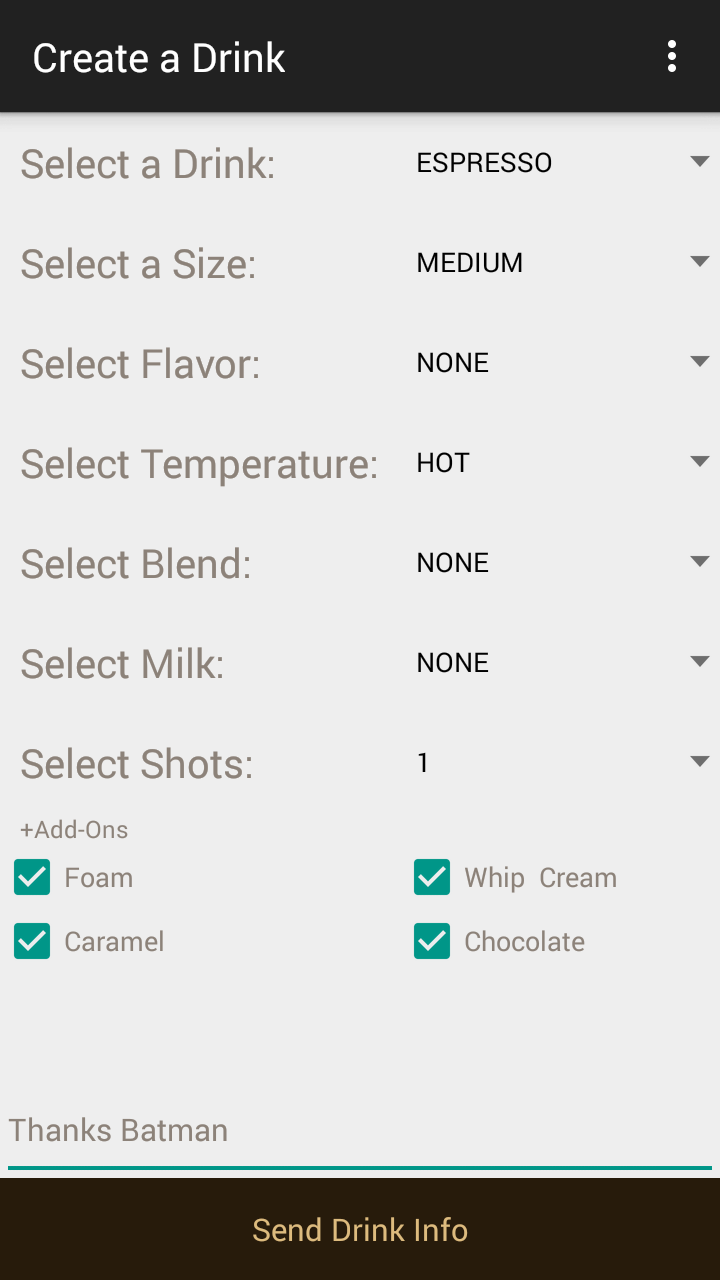 Create a Drink
Select a Drink: ESPRESSO
Select a Size: MEDIUM
Select Flavor: NONE
Select Temperature: HOT
Select Blend: NONE
Select Milk: NONE
Select Shots: 1
+Add-Ons
Foam Whip Cream
Caramel Chocolate
Thanks Batman
Send Drink Info